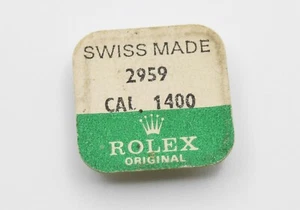 SWISS MADE
2959
CAL. 1400
ROLEX
ORIGINAL